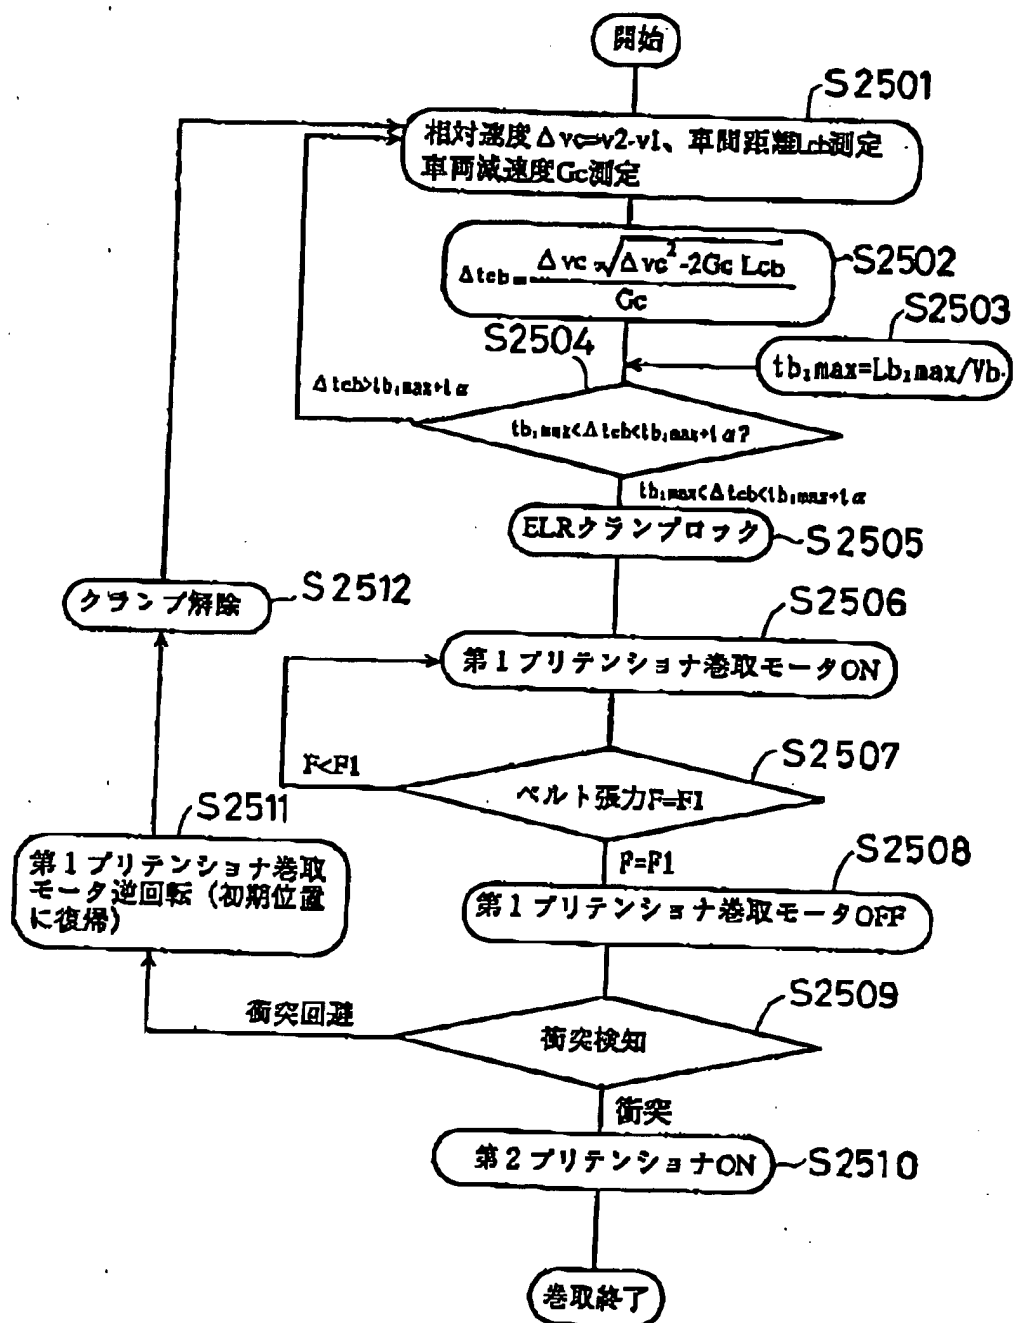 開始
S2501
相対速度Δvc=v2-v1、車間距離Lcb測定
車両減速度Gc測定
S2502
Δtcb=
Δvc-√Δvc²-2Gc Lcb
Gc
S2503
tb₁max=Lb₁max/Vb
S2504
Δtcb>tb₁max+tα
tb₁max<Δtcb<tb₁max+tα?
tb₁max<Δtcb<tb₁max+tα
ELRクランプロック
S2505
S2512
クランプ解除
S2506
第1プリテンショナ巻取モータON
F<F1
S2507
ベルト張力F=F1
S2511
第1プリテンショナ巻取
モータ逆回転(初期位置
に復帰)
F=F1
S2508
第1プリテンショナ巻取モータOFF
S2509
衝突回避
衝突検知
衝突
第2プリテンショナON
S2510
巻取終了